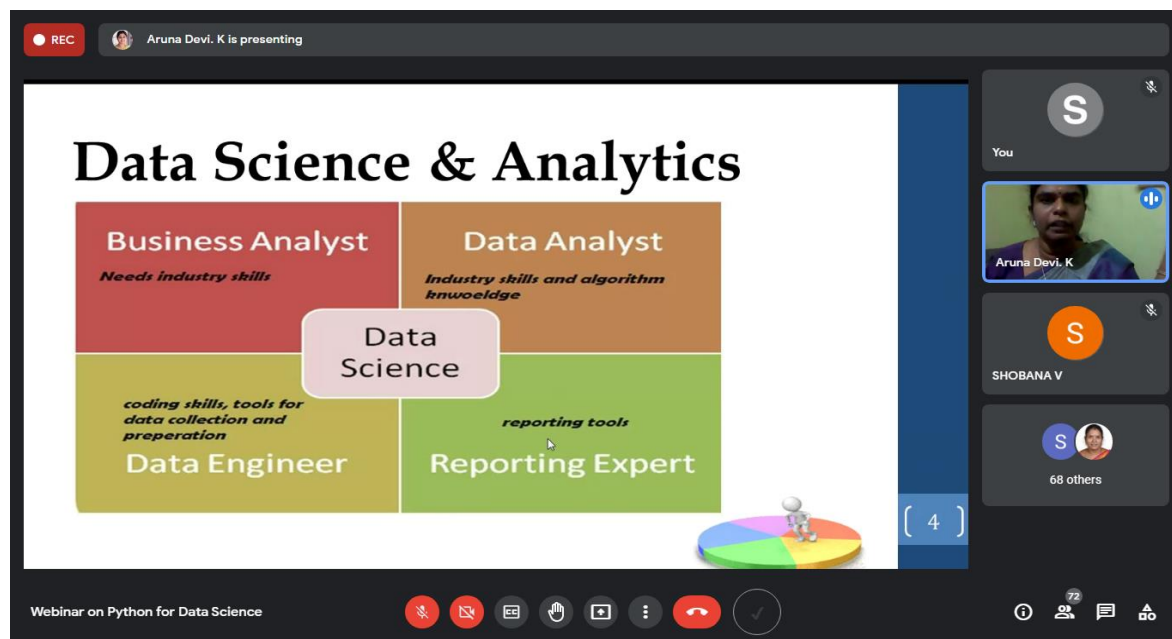 REC
Aruna Devi. K is presenting
Data Science & Analytics
Business Analyst
Needs industry skills
Data Analyst
Industry skills and algorithm
knwoeldge
Data
Science
coding skills, tools for
data collection and
preperation
Data Engineer
reporting tools
Reporting Expert
4
S
You
Aruna Devi. K
S
SHOBANA V
S
68 others
Webinar on Python for Data Science
CC
72